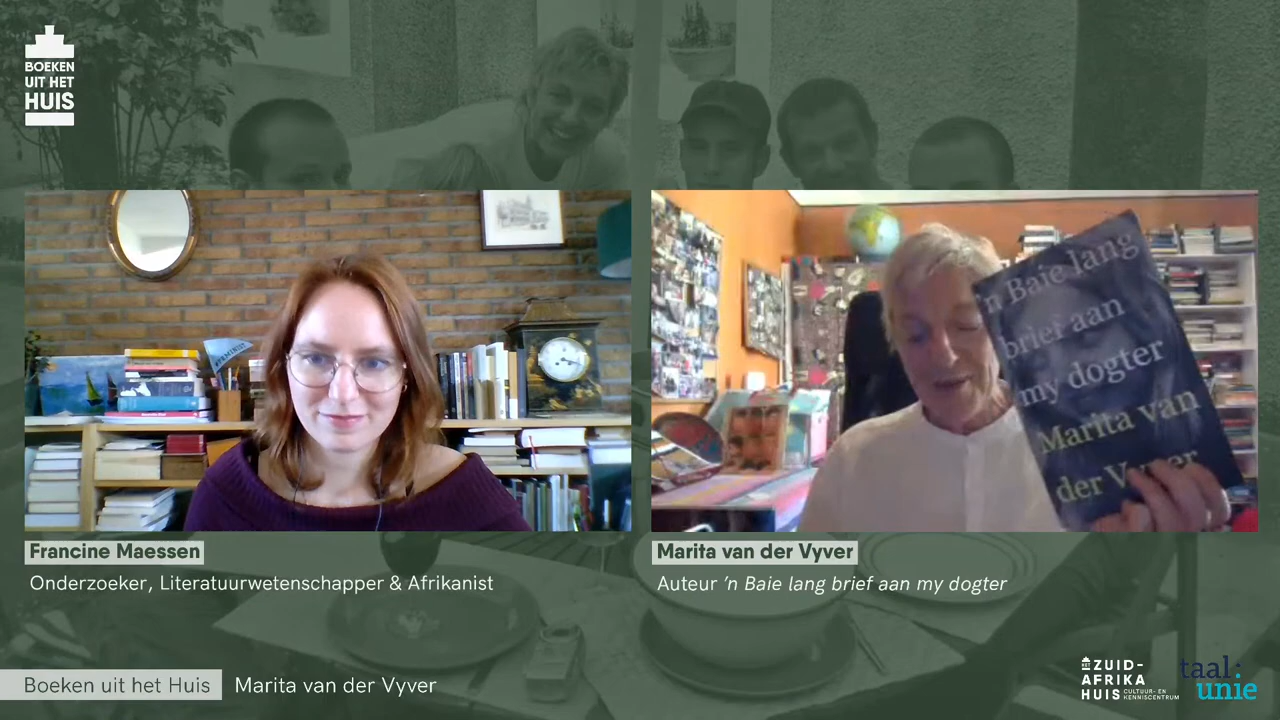 BOEKEN
UIT HET
HUIS
#FEMINIST
'n Baie lang
brief aan
my dogter
Marita van
der Vyver
Francine Maessen
Onderzoeker, Literatuurwetenschapper & Afrikanist
Marita van der Vyver
Auteur 'n Baie lang brief aan my dogter
Boeken uit het Huis
Marita van der Vyver
HET
ZUID-
AFRIKA
HUIS CULTUUR- EN
KENNISCENTRUM
taal:
unie